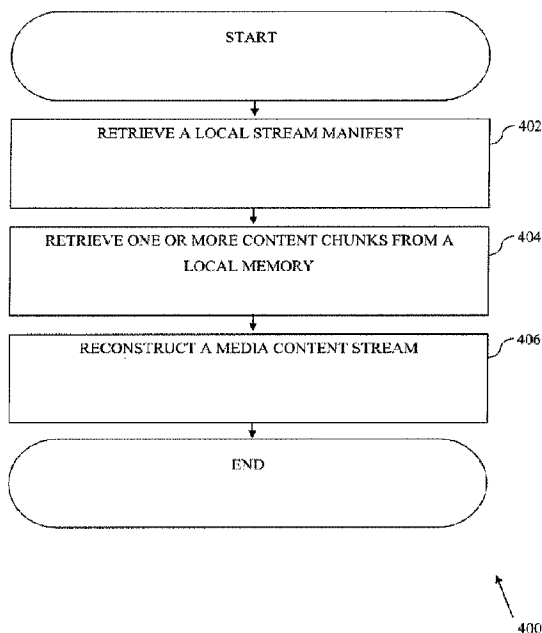 START
RETRIEVE A LOCAL STREAM MANIFEST
402
RETRIEVE ONE OR MORE CONTENT CHUNKS FROM A
LOCAL MEMORY
404
RECONSTRUCT A MEDIA CONTENT STREAM
406
END
400